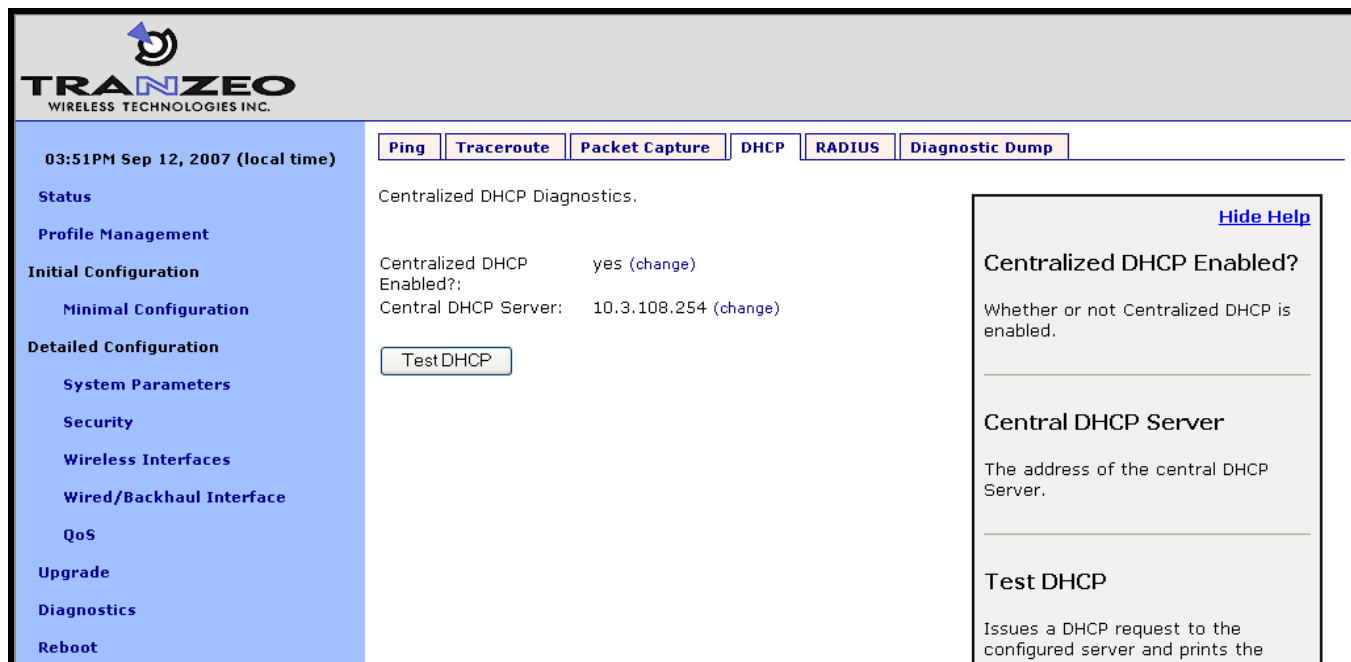 TRANZEO
WIRELESS TECHNOLOGIES INC.
03:51PM Sep 12, 2007 (local time)
Status
Profile Management
Initial Configuration
Minimal Configuration
Detailed Configuration
System Parameters
Security
Wireless Interfaces
Wired/Backhaul Interface
QoS
Upgrade
Diagnostics
Reboot
Ping Traceroute Packet Capture DHCP RADIUS Diagnostic Dump
Centralized DHCP Diagnostics.
Centralized DHCP yes (change)
Enabled?:
Central DHCP Server: 10.3.108.254 (change)
Test DHCP
Hide Help
Centralized DHCP Enabled?
Whether or not Centralized DHCP is
enabled.
Central DHCP Server
The address of the central DHCP
Server.
Test DHCP
Issues a DHCP request to the
configured server and prints the